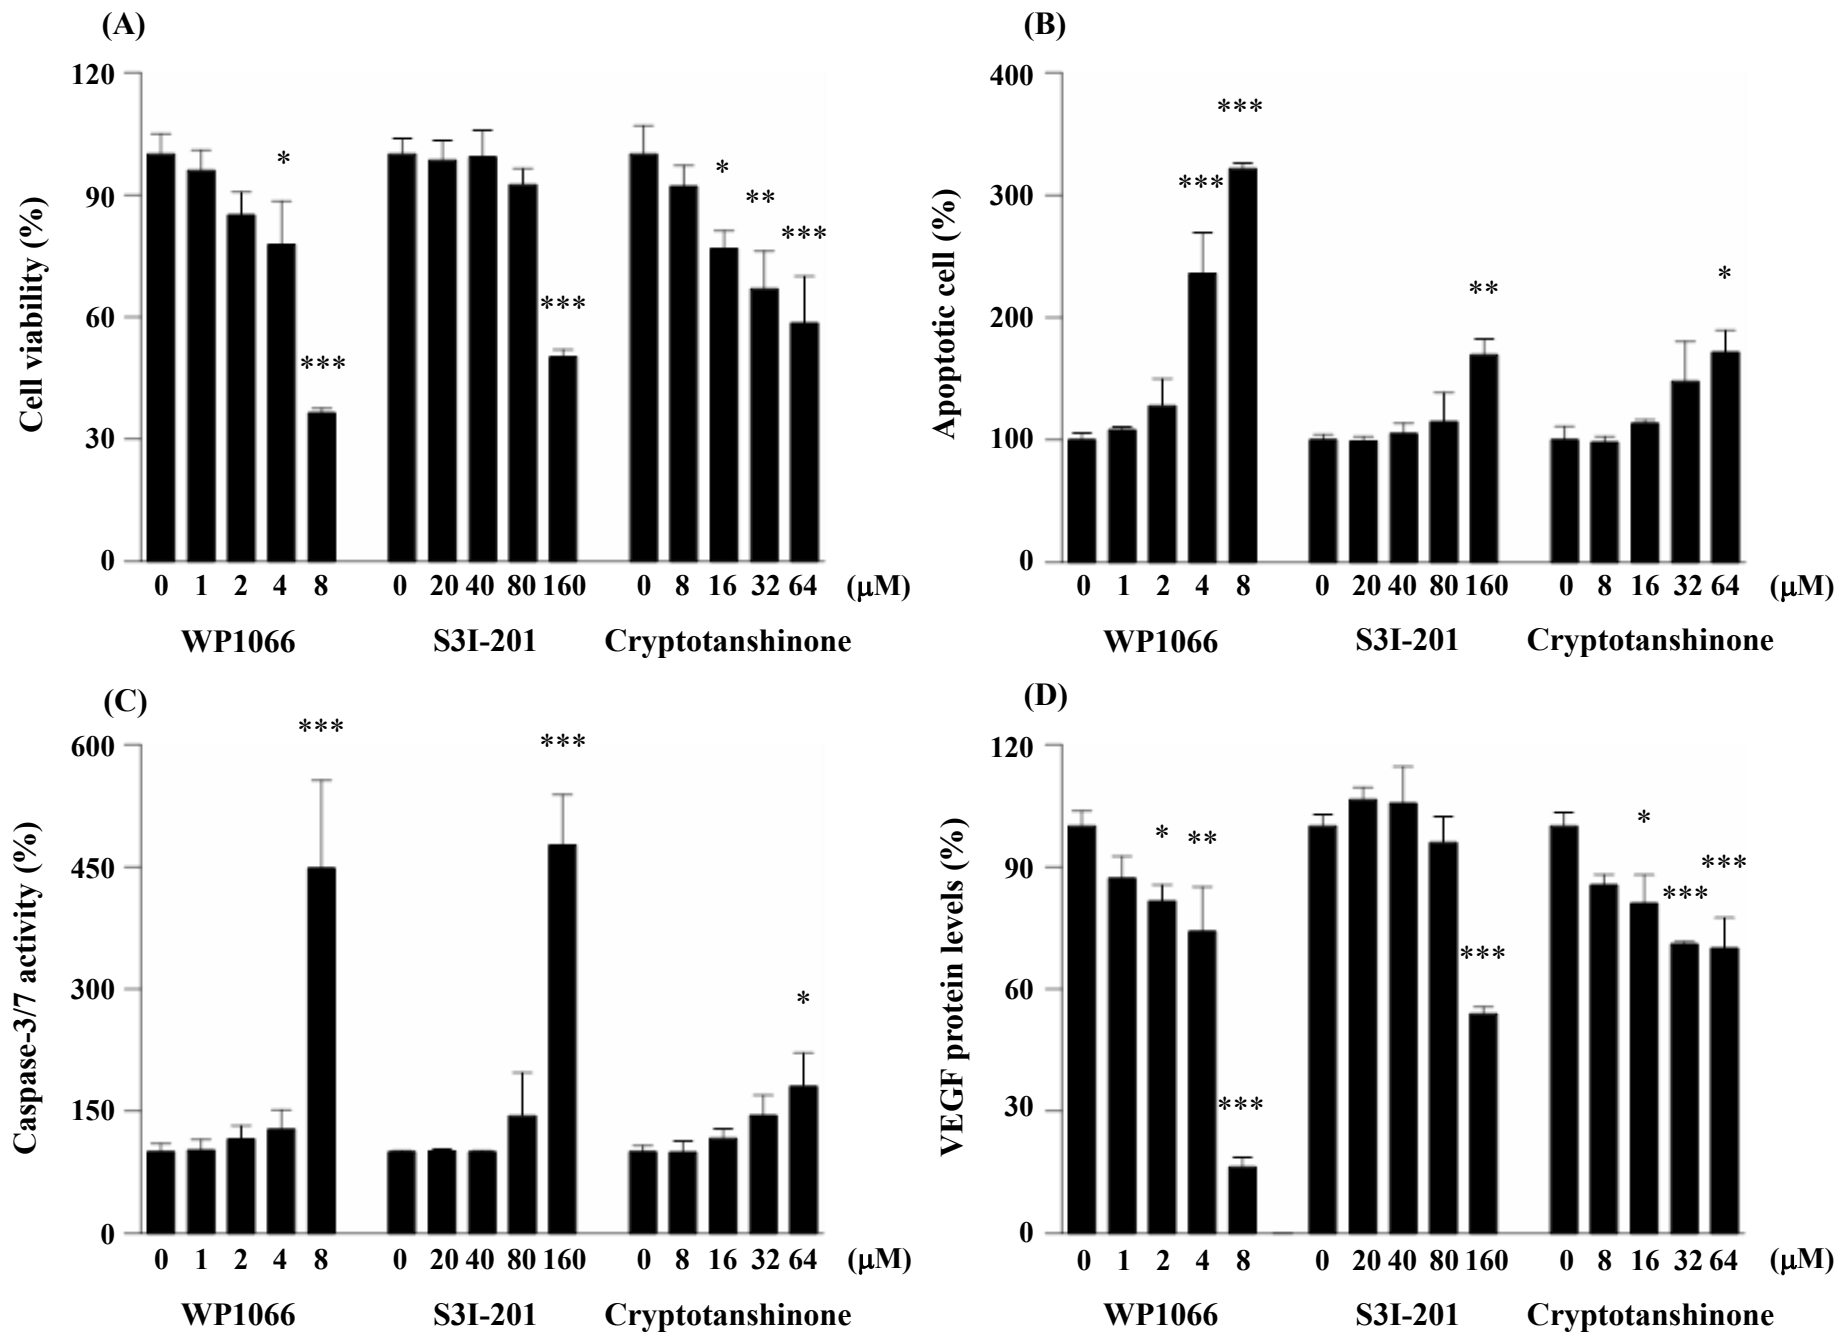 (A)
Cell viability (%)
120
90
60
30
0
*
***
***
*
**
***
0 1 2 4 8 0 20 40 80 160 0 8 16 32 64 (μM)
WP1066 S3I-201 Cryptotanshinone
(B)
Apoptotic cell (%)
400
300
200
100
0
***
***
**
*
0 1 2 4 8 0 20 40 80 160 0 8 16 32 64 (μM)
WP1066 S3I-201 Cryptotanshinone
(C)
Caspase-3/7 activity (%)
600
450
300
150
0
***
***
*
0 1 2 4 8 0 20 40 80 160 0 8 16 32 64 (μM)
WP1066 S3I-201 Cryptotanshinone
(D)
VEGF protein levels (%)
120
90
60
30
0
*
**
***
***
*
***
***
0 1 2 4 8 0 20 40 80 160 0 8 16 32 64 (μM)
WP1066 S3I-201 Cryptotanshinone